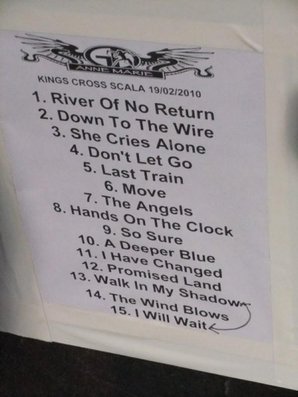 ANNE MARIE
KINGS CROSS SCALA 19/02/2010
1. River Of No Return
2. Down To The Wire
3. She Cries Alone
4. Don't Let Go
5. Last Train
6. Move
7. The Angels
8. Hands On The Clock
9. So Sure
10. A Deeper Blue
11. I Have Changed
12. Promised Land
13. Walk In My Shadow
14. The Wind Blows
15. I Will Wait